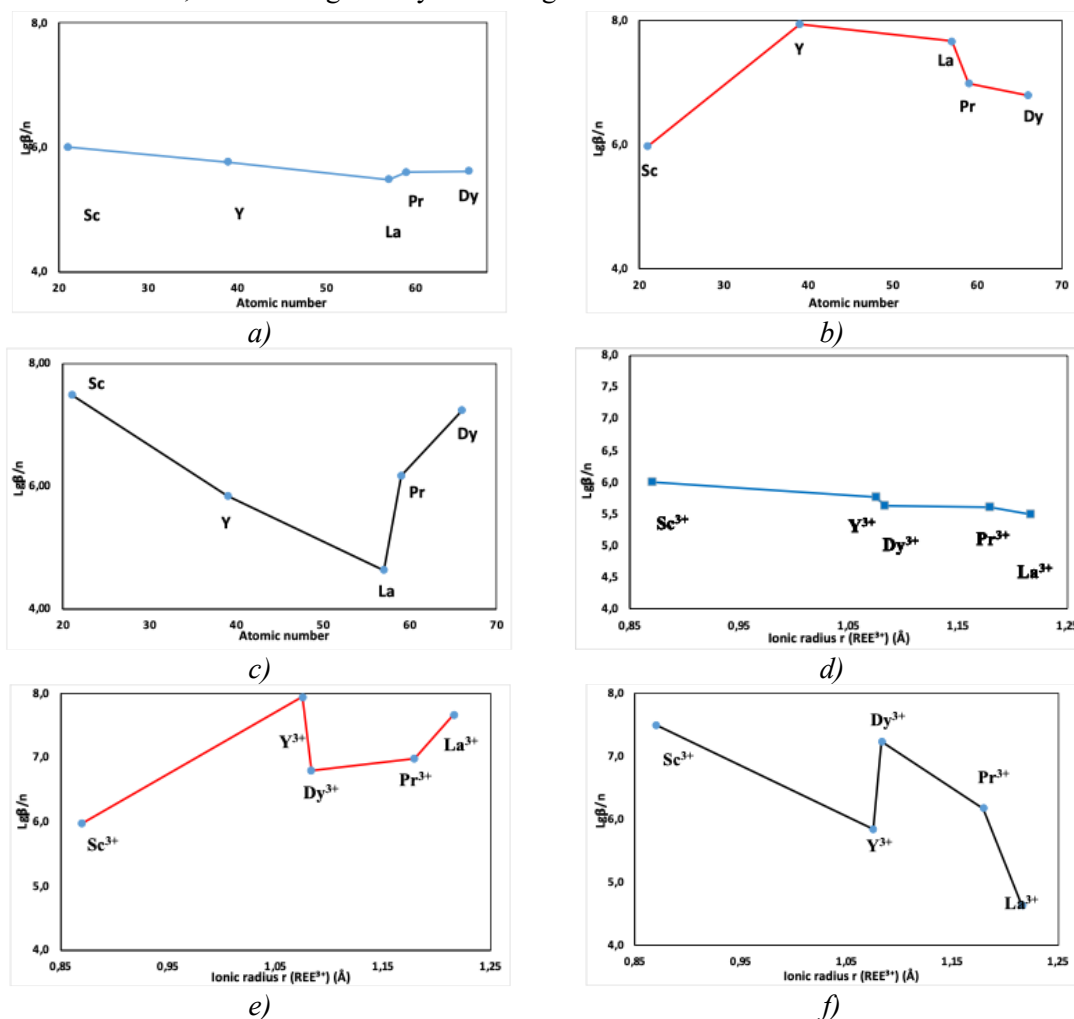 8,0
6,0
4,0
Lgβ/n
Sc
Y
La
Pr
Dy
20 30 40 50 60
Atomic number
a)
8,0
6,0
4,0
Lgβ/n
Sc
Y
La
Pr
Dy
20 30 40 50 60 70
Atomic number
b)
8,00
6,00
4,00
Lgβ/n
Sc
Y
La
Pr
Dy
20 30 40 50 60 70
Atomic number
c)
8,0
7,5
7,0
6,5
6,0
5,5
5,0
4,5
4,0
Lgβ/n
Sc³⁺
Y³⁺
Dy³⁺
Pr³⁺
La³⁺
0,85 0,95 1,05 1,15 1,25
Ionic radius r (REE³⁺) (Å)
d)
8,0
7,0
6,0
5,0
4,0
Lgβ/n
Sc³⁺
Y³⁺
Dy³⁺
Pr³⁺
La³⁺
0,85 0,95 1,05 1,15 1,25
Ionic radius r (REE³⁺) (Å)
e)
8,0
7,0
6,0
5,0
4,0
Lgβ/n
Sc³⁺
Y³⁺
Dy³⁺
Pr³⁺
La³⁺
0,85 0,95 1,05 1,15 1,25
Ionic radius r (REE³⁺) (Å)
f)